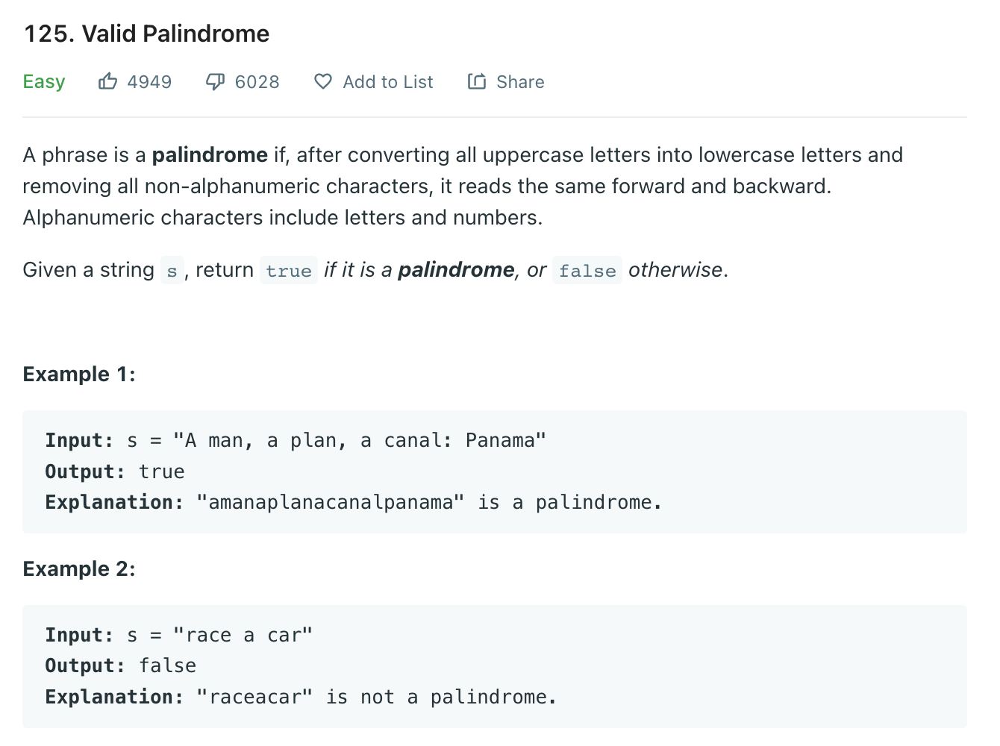 125. Valid Palindrome
Easy 4949 6028 Add to List Share
A phrase is a palindrome if, after converting all uppercase letters into lowercase letters and
removing all non-alphanumeric characters, it reads the same forward and backward.
Alphanumeric characters include letters and numbers.
Given a string s, return true if it is a palindrome, or false otherwise.
Example 1:
Input: s = "A man, a plan, a canal: Panama"
Output: true
Explanation: "amanaplanacanalpanama" is a palindrome.
Example 2:
Input: s = "race a car"
Output: false
Explanation: "raceacar" is not a palindrome.